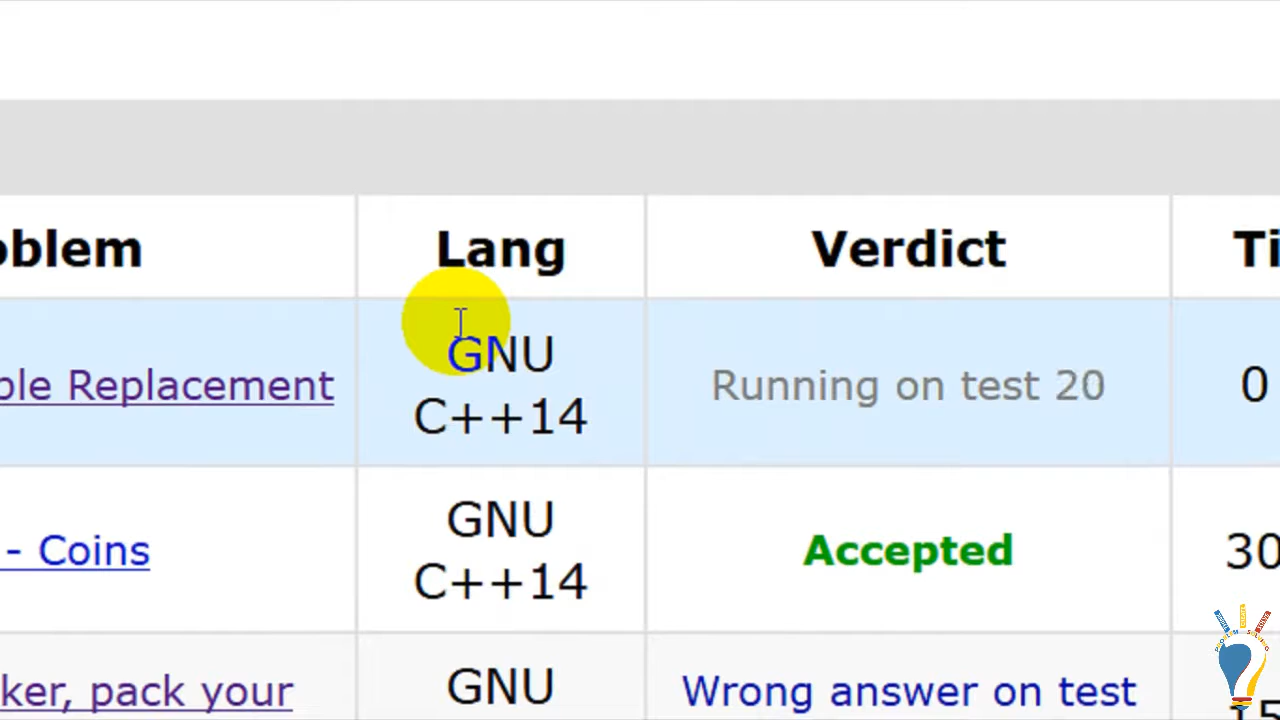 oblem Lang Verdict Ti
ple Replacement GNU C++14 Running on test 20 0
- Coins GNU C++14 Accepted 30
ker, pack your GNU Wrong answer on test 15